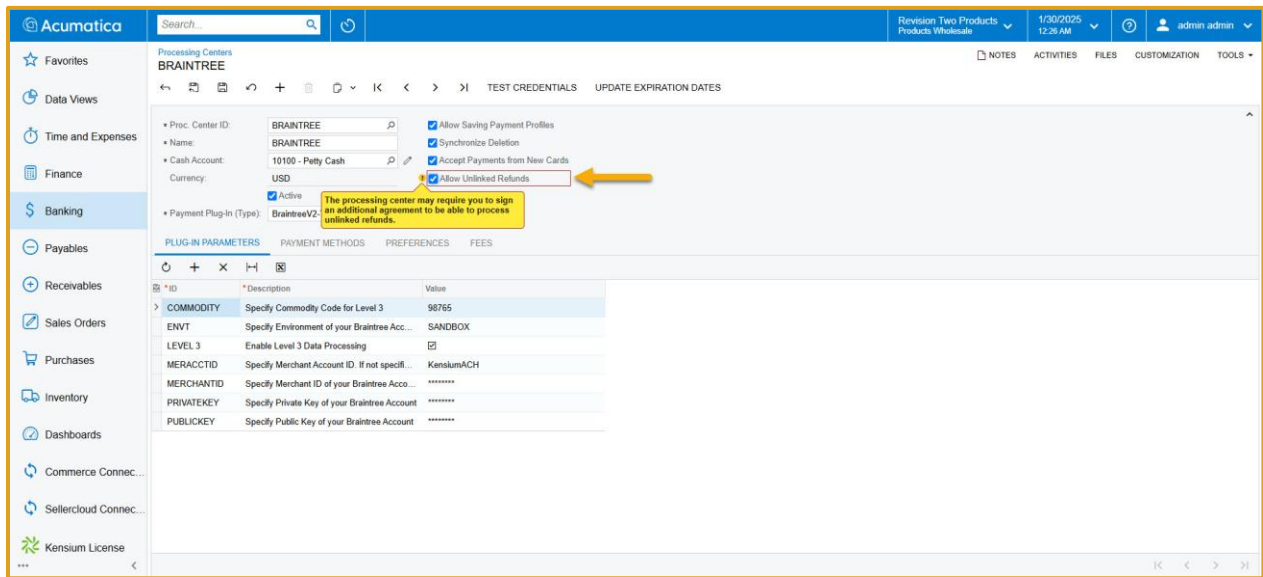 Acumatica
Search...
Revision Two Products
Products Wholesale
1/30/2025
12:26 AM
admin admin
Favorites
Data Views
Time and Expenses
Finance
Banking
Payables
Receivables
Sales Orders
Purchases
Inventory
Dashboards
Commerce Connec...
Sellercloud Connec...
Kensium License
Processing Centers
BRAINTREE
NOTES ACTIVITIES FILES CUSTOMIZATION TOOLS
TEST CREDENTIALS UPDATE EXPIRATION DATES
* Proc. Center ID: BRAINTREE
* Name: BRAINTREE
* Cash Account: 10100 - Petty Cash
Currency: USD
Active
* Payment Plug-In (Type): BraintreeV2-
Allow Saving Payment Profiles
Synchronize Deletion
Accept Payments from New Cards
Allow Unlinked Refunds
The processing center may require you to sign
an additional agreement to be able to process
unlinked refunds.
PLUG-IN PARAMETERS PAYMENT METHODS PREFERENCES FEES
* ID * Description Value
COMMODITY Specify Commodity Code for Level 3 98765
ENVT Specify Environment of your Braintree Acc... SANDBOX
LEVEL 3 Enable Level 3 Data Processing
MERACCTID Specify Merchant Account ID. If not specifi... KensiumACH
MERCHANTID Specify Merchant ID of your Braintree Acco... ********
PRIVATEKEY Specify Private Key of your Braintree Account ********
PUBLICKEY Specify Public Key of your Braintree Account ********